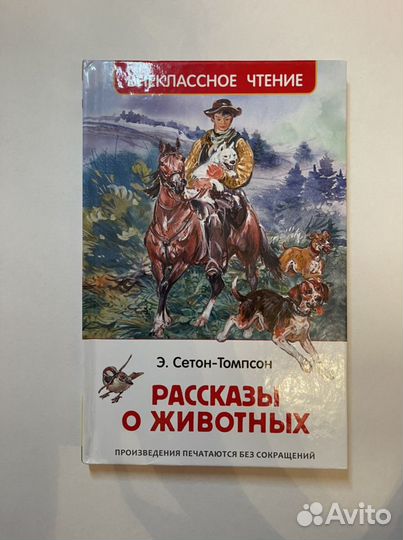 ВНЕКЛАССНОЕ ЧТЕНИЕ
Э. Сетон-Томпсон
РАССКАЗЫ
О ЖИВОТНЫХ
ПРОИЗВЕДЕНИЯ ПЕЧАТАЮТСЯ БЕЗ СОКРАЩЕНИЙ
Avito